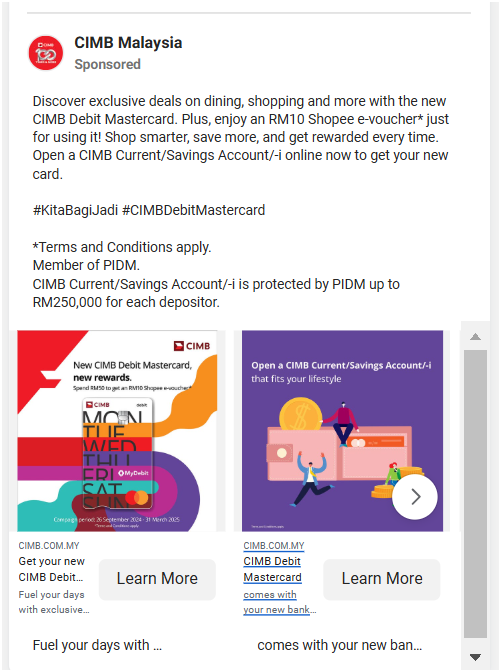 CIMB Malaysia
Sponsored
Discover exclusive deals on dining, shopping and more with the new
CIMB Debit Mastercard. Plus, enjoy an RM10 Shopee e-voucher* just
for using it! Shop smarter, save more, and get rewarded every time.
Open a CIMB Current/Savings Account/-i online now to get your new
card.
#KitaBagiJadi #CIMBDebitMastercard
*Terms and Conditions apply.
Member of PIDM.
CIMB Current/Savings Account/-i is protected by PIDM up to
RM250,000 for each depositor.
CIMB
New CIMB Debit Mastercard,
new rewards.
Spend RM50 to get an RM10 Shopee e-voucher*
CIMB
debit
MON
TUE
WED
THU
FRI
SAT
SUN
MyDebit
Campaign period: 26 September 2024 - 31 March 2025
*Terms and Conditions apply
Open a CIMB Current/Savings Account/-i
that fits your lifestyle
Terms and Conditions apply
CIMB.COM.MY
Get your new
CIMB Debit...
Fuel your days
with exclusive...
Learn More
CIMB.COM.MY
CIMB Debit
Mastercard
comes with
your new bank...
Learn More
Fuel your days with ...
comes with your new ban...